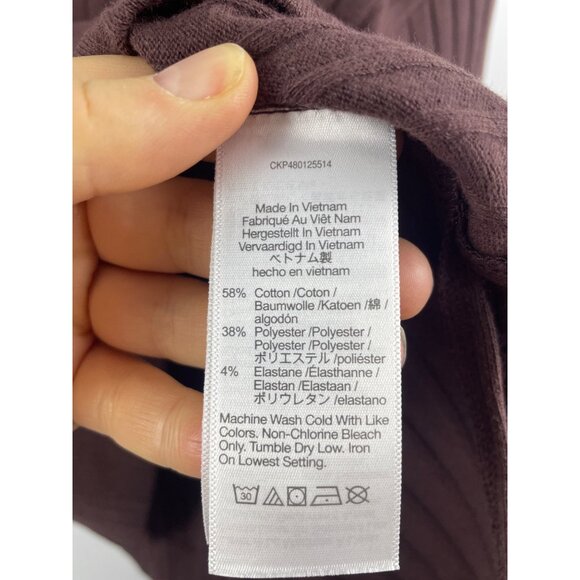 CKP480125514
Made In Vietnam
Fabriqué Au Viêt Nam
Hergestellt In Vietnam
Vervaardigd In Vietnam
ベトナム製
hecho en vietnam
58% Cotton /Coton /
Baumwolle /Katoen /綿 /
algodón
38% Polyester /Polyester /
Polyester /Polyester /
ポリエステル /poliéster
4% Elastane /Élasthanne /
Elastan /Elastaan /
ポリウレタン /elastano
Machine Wash Cold With Like
Colors. Non-Chlorine Bleach
Only. Tumble Dry Low. Iron
On Lowest Setting.
30